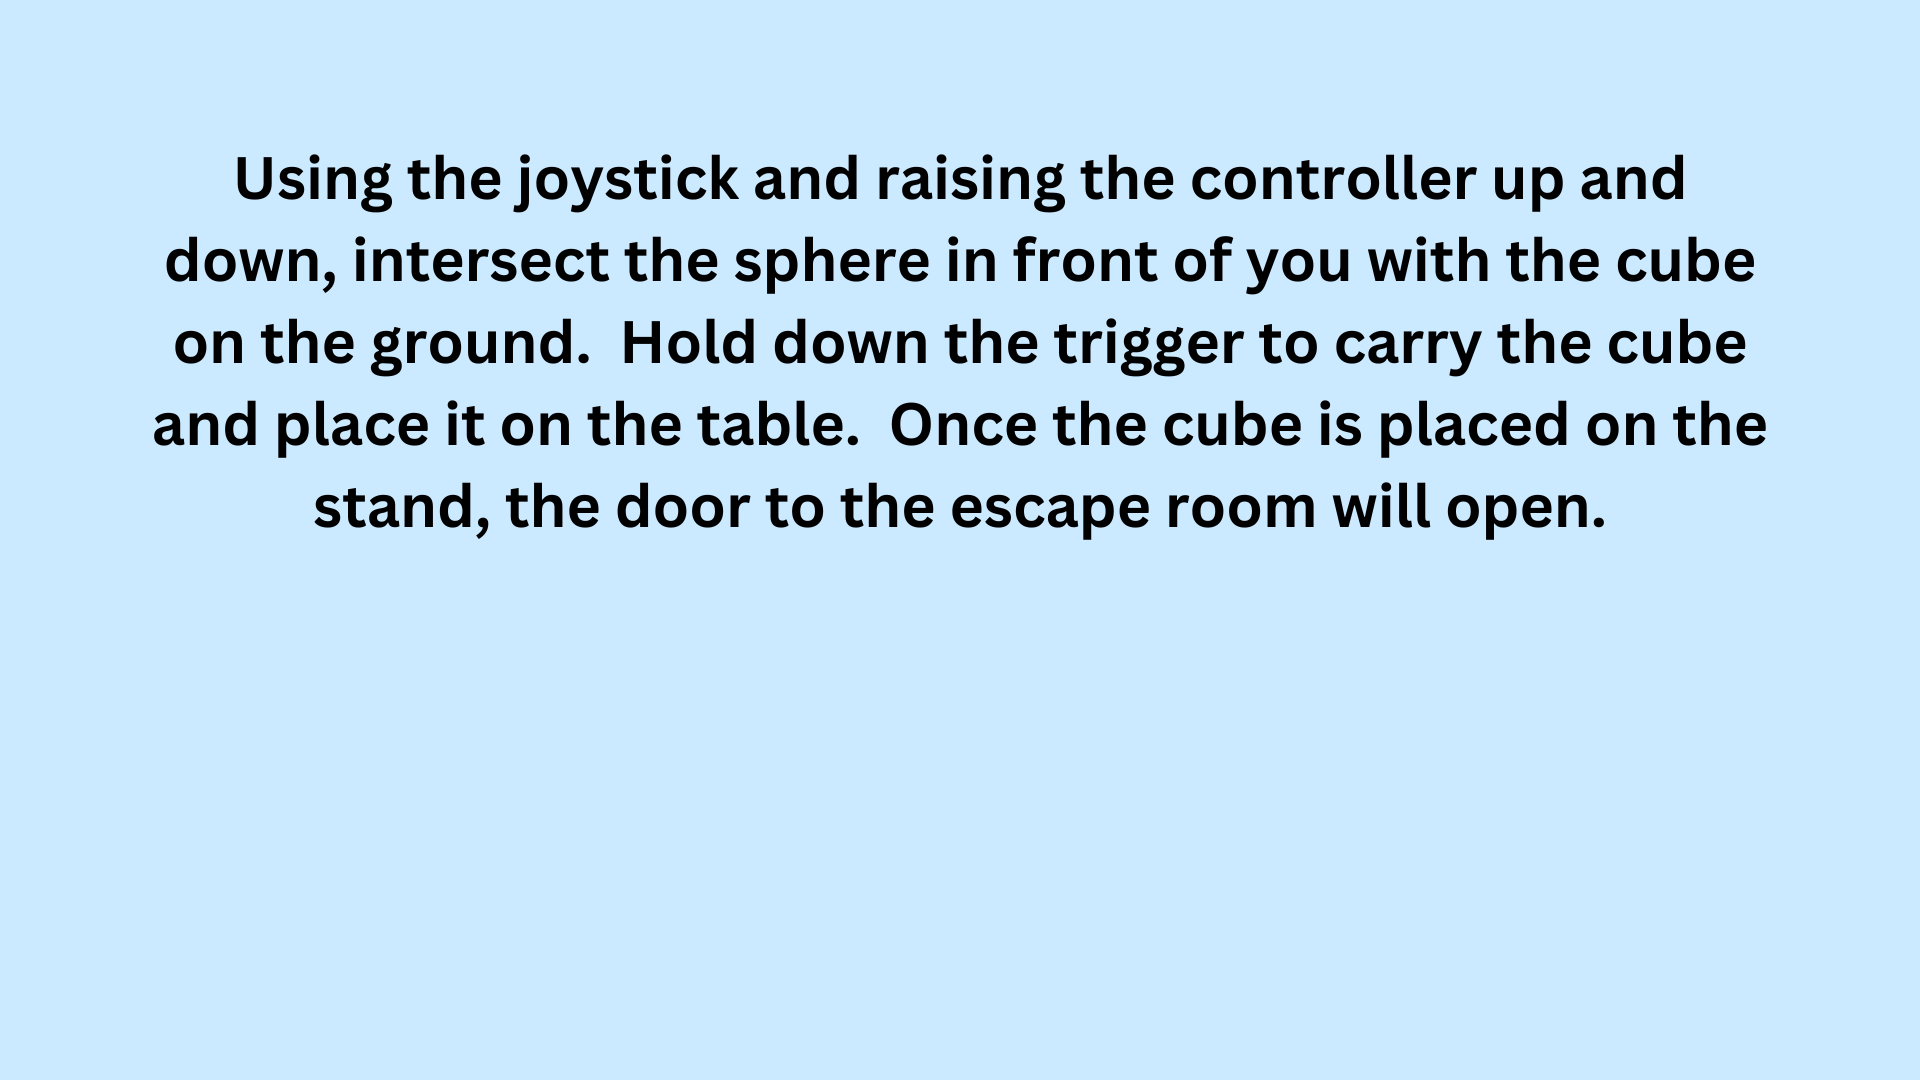 Using the joystick and raising the controller up and
down, intersect the sphere in front of you with the cube
on the ground.  Hold down the trigger to carry the cube
and place it on the table.  Once the cube is placed on the
stand, the door to the escape room will open.